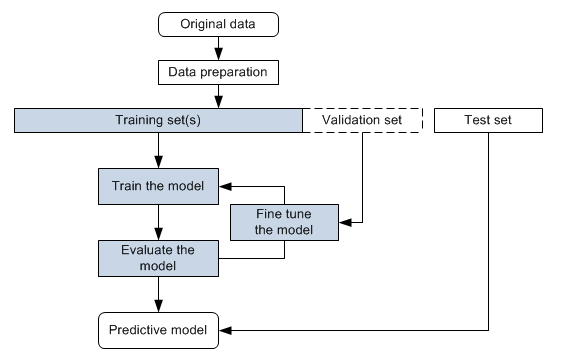 Original data
Data preparation
Training set(s)
Validation set
Test set
Train the model
Fine tune
the model
Evaluate the
model
Predictive model